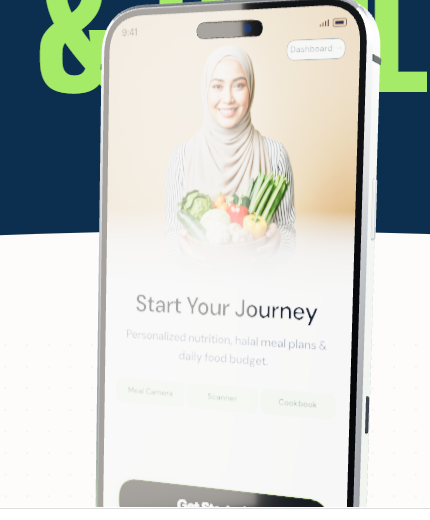 &
9:41
Dashboard
Start Your Journey
Personalized nutrition, halal meal plans &
daily food budget.
Meal Camera
Scanner
Cookbook